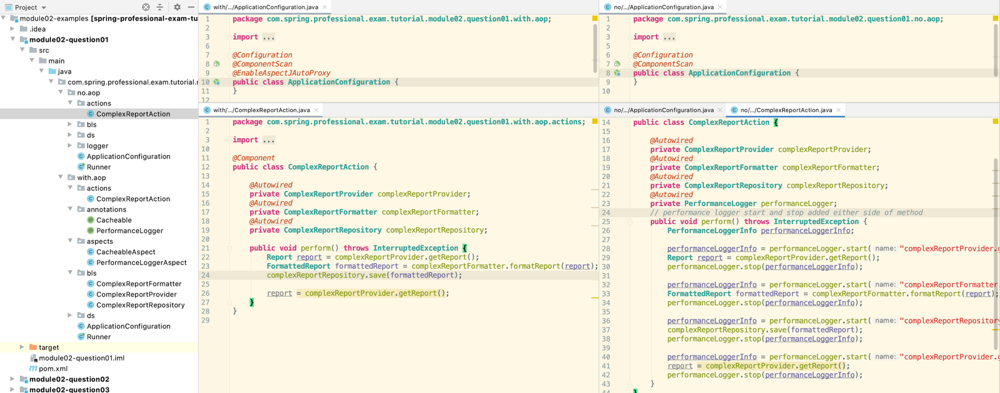 Project
module02-examples [spring-professional-exam-tu
.idea
module02-question01
src
main
java
com.spring.professional.exam.tutorial.
no.aop
actions
ComplexReportAction
bls
ds
logger
ApplicationConfiguration
Runner
with.aop
actions
ComplexReportAction
annotations
Cacheable
PerformanceLogger
aspects
CacheableAspect
PerformanceLoggerAspect
bls
ComplexReportFormatter
ComplexReportProvider
ComplexReportRepository
ds
ApplicationConfiguration
Runner
target
module02-question01.iml
pom.xml
module02-question02
module02-question03
with/.../ApplicationConfiguration.java
1 package com.spring.professional.exam.tutorial.module02.question01.with.aop;
2
3 import ...
6
7 @Configuration
8 @ComponentScan
9 @EnableAspectJAutoProxy
10 public class ApplicationConfiguration {
11 }
12
no/.../ApplicationConfiguration.java
1 package com.spring.professional.exam.tutorial.module02.question01.no.aop;
2
3 import ...
5
6 @Configuration
7 @ComponentScan
8 public class ApplicationConfiguration {
9 }
10
with/.../ComplexReportAction.java
1 package com.spring.professional.exam.tutorial.module02.question01.with.aop.actions;
2
3 import ...
10
11 @Component
12 public class ComplexReportAction {
13
14 @Autowired
15 private ComplexReportProvider complexReportProvider;
16 @Autowired
17 private ComplexReportFormatter complexReportFormatter;
18 @Autowired
19 private ComplexReportRepository complexReportRepository;
20
21 public void perform() throws InterruptedException {
22 Report report = complexReportProvider.getReport();
23 FormattedReport formattedReport = complexReportFormatter.formatReport(report);
24 complexReportRepository.save(formattedReport);
25
26 report = complexReportProvider.getReport();
27 }
28 }
29
no/.../ApplicationConfiguration.java no/.../ComplexReportAction.java
14 public class ComplexReportAction {
15
16 @Autowired
17 private ComplexReportProvider complexReportProvider;
18 @Autowired
19 private ComplexReportFormatter complexReportFormatter;
20 @Autowired
21 private ComplexReportRepository complexReportRepository;
22 @Autowired
23 private PerformanceLogger performanceLogger;
24 // performance logger start and stop added either side of method
25 public void perform() throws InterruptedException {
26 PerformanceLoggerInfo performanceLoggerInfo;
27
28 performanceLoggerInfo = performanceLogger.start( name: "complexReportProvider.g
29 Report report = complexReportProvider.getReport();
30 performanceLogger.stop(performanceLoggerInfo);
31
32 performanceLoggerInfo = performanceLogger.start( name: "complexReportFormatter.
33 FormattedReport formattedReport = complexReportFormatter.formatReport(report);
34 performanceLogger.stop(performanceLoggerInfo);
35
36 performanceLoggerInfo = performanceLogger.start( name: "complexReportRepository
37 complexReportRepository.save(formattedReport);
38 performanceLogger.stop(performanceLoggerInfo);
39
40 performanceLoggerInfo = performanceLogger.start( name: "complexReportProvider.g
41 report = complexReportProvider.getReport();
42 performanceLogger.stop(performanceLoggerInfo);
43 }
44 }